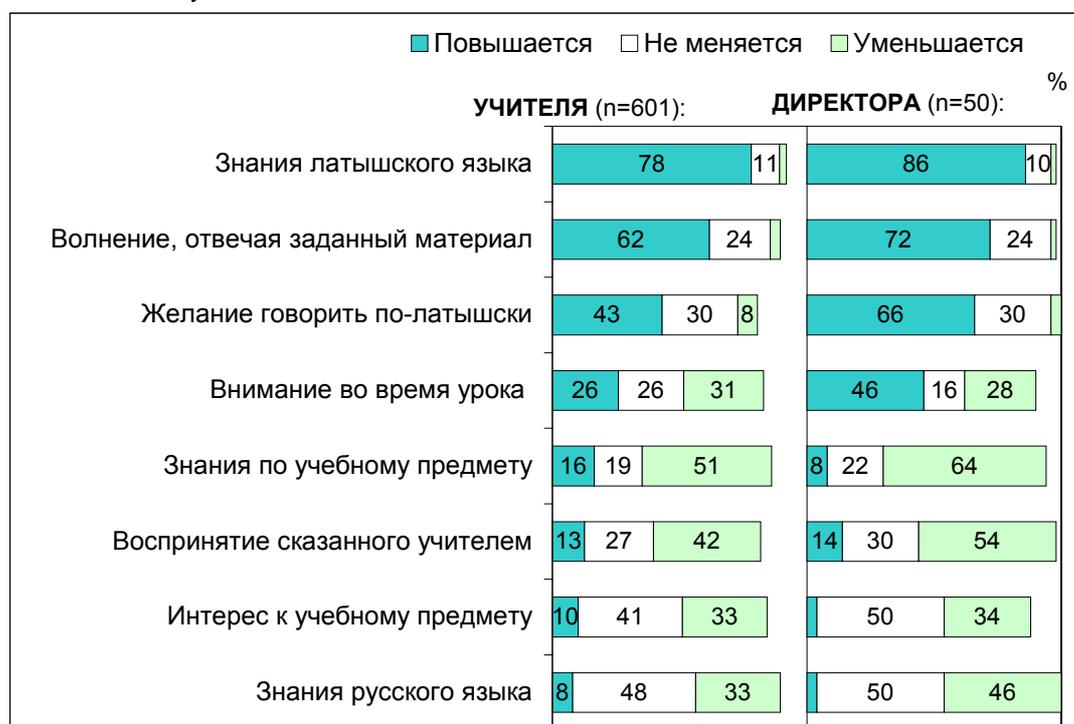 Повышается Не меняется Уменьшается
%
УЧИТЕЛЯ (n=601): ДИРЕКТОРА (n=50):
Знания латышского языка 78 11 86 10
Волнение, отвечая заданный материал 62 24 72 24
Желание говорить по-латышски 43 30 8 66 30
Внимание во время урока 26 26 31 46 16 28
Знания по учебному предмету 16 19 51 8 22 64
Восприятие сказанного учителем 13 27 42 14 30 54
Интерес к учебному предмету 10 41 33 50 34
Знания русского языка 8 48 33 50 46